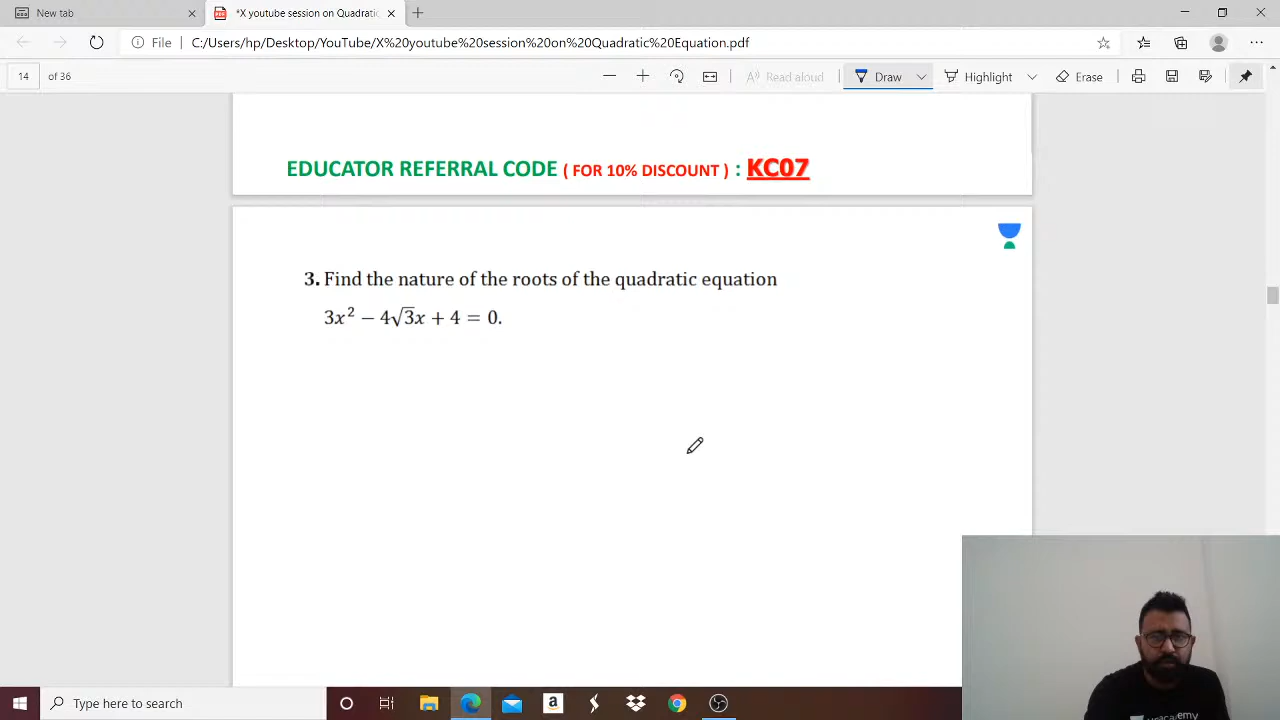 New tab
*X youtube session on Quadratic
File
C:/Users/hp/Desktop/YouTube/X%20youtube%20session%20on%20Quadratic%20Equation.pdf
14 of 36
Read aloud
Draw
Highlight
Erase
EDUCATOR REFERRAL CODE ( FOR 10% DISCOUNT ) : KC07
3. Find the nature of the roots of the quadratic equation
3x² − 4√3x + 4 = 0.
Type here to search